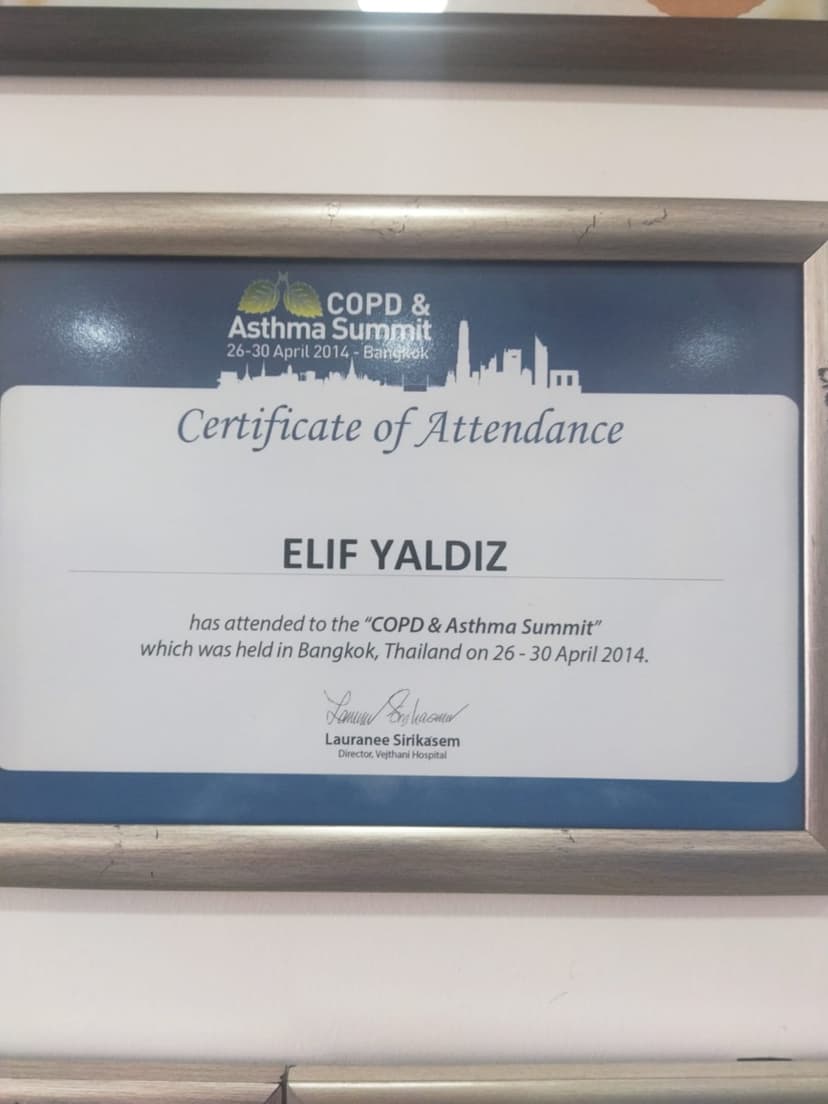 COPD &
Asthma Summit
26-30 April 2014 - Bangkok
Certificate of Attendance
ELIF YALDIZ
has attended to the “COPD & Asthma Summit”
which was held in Bangkok, Thailand on 26 - 30 April 2014.
Lauranee Sirikasem
Director, Vejthani Hospital